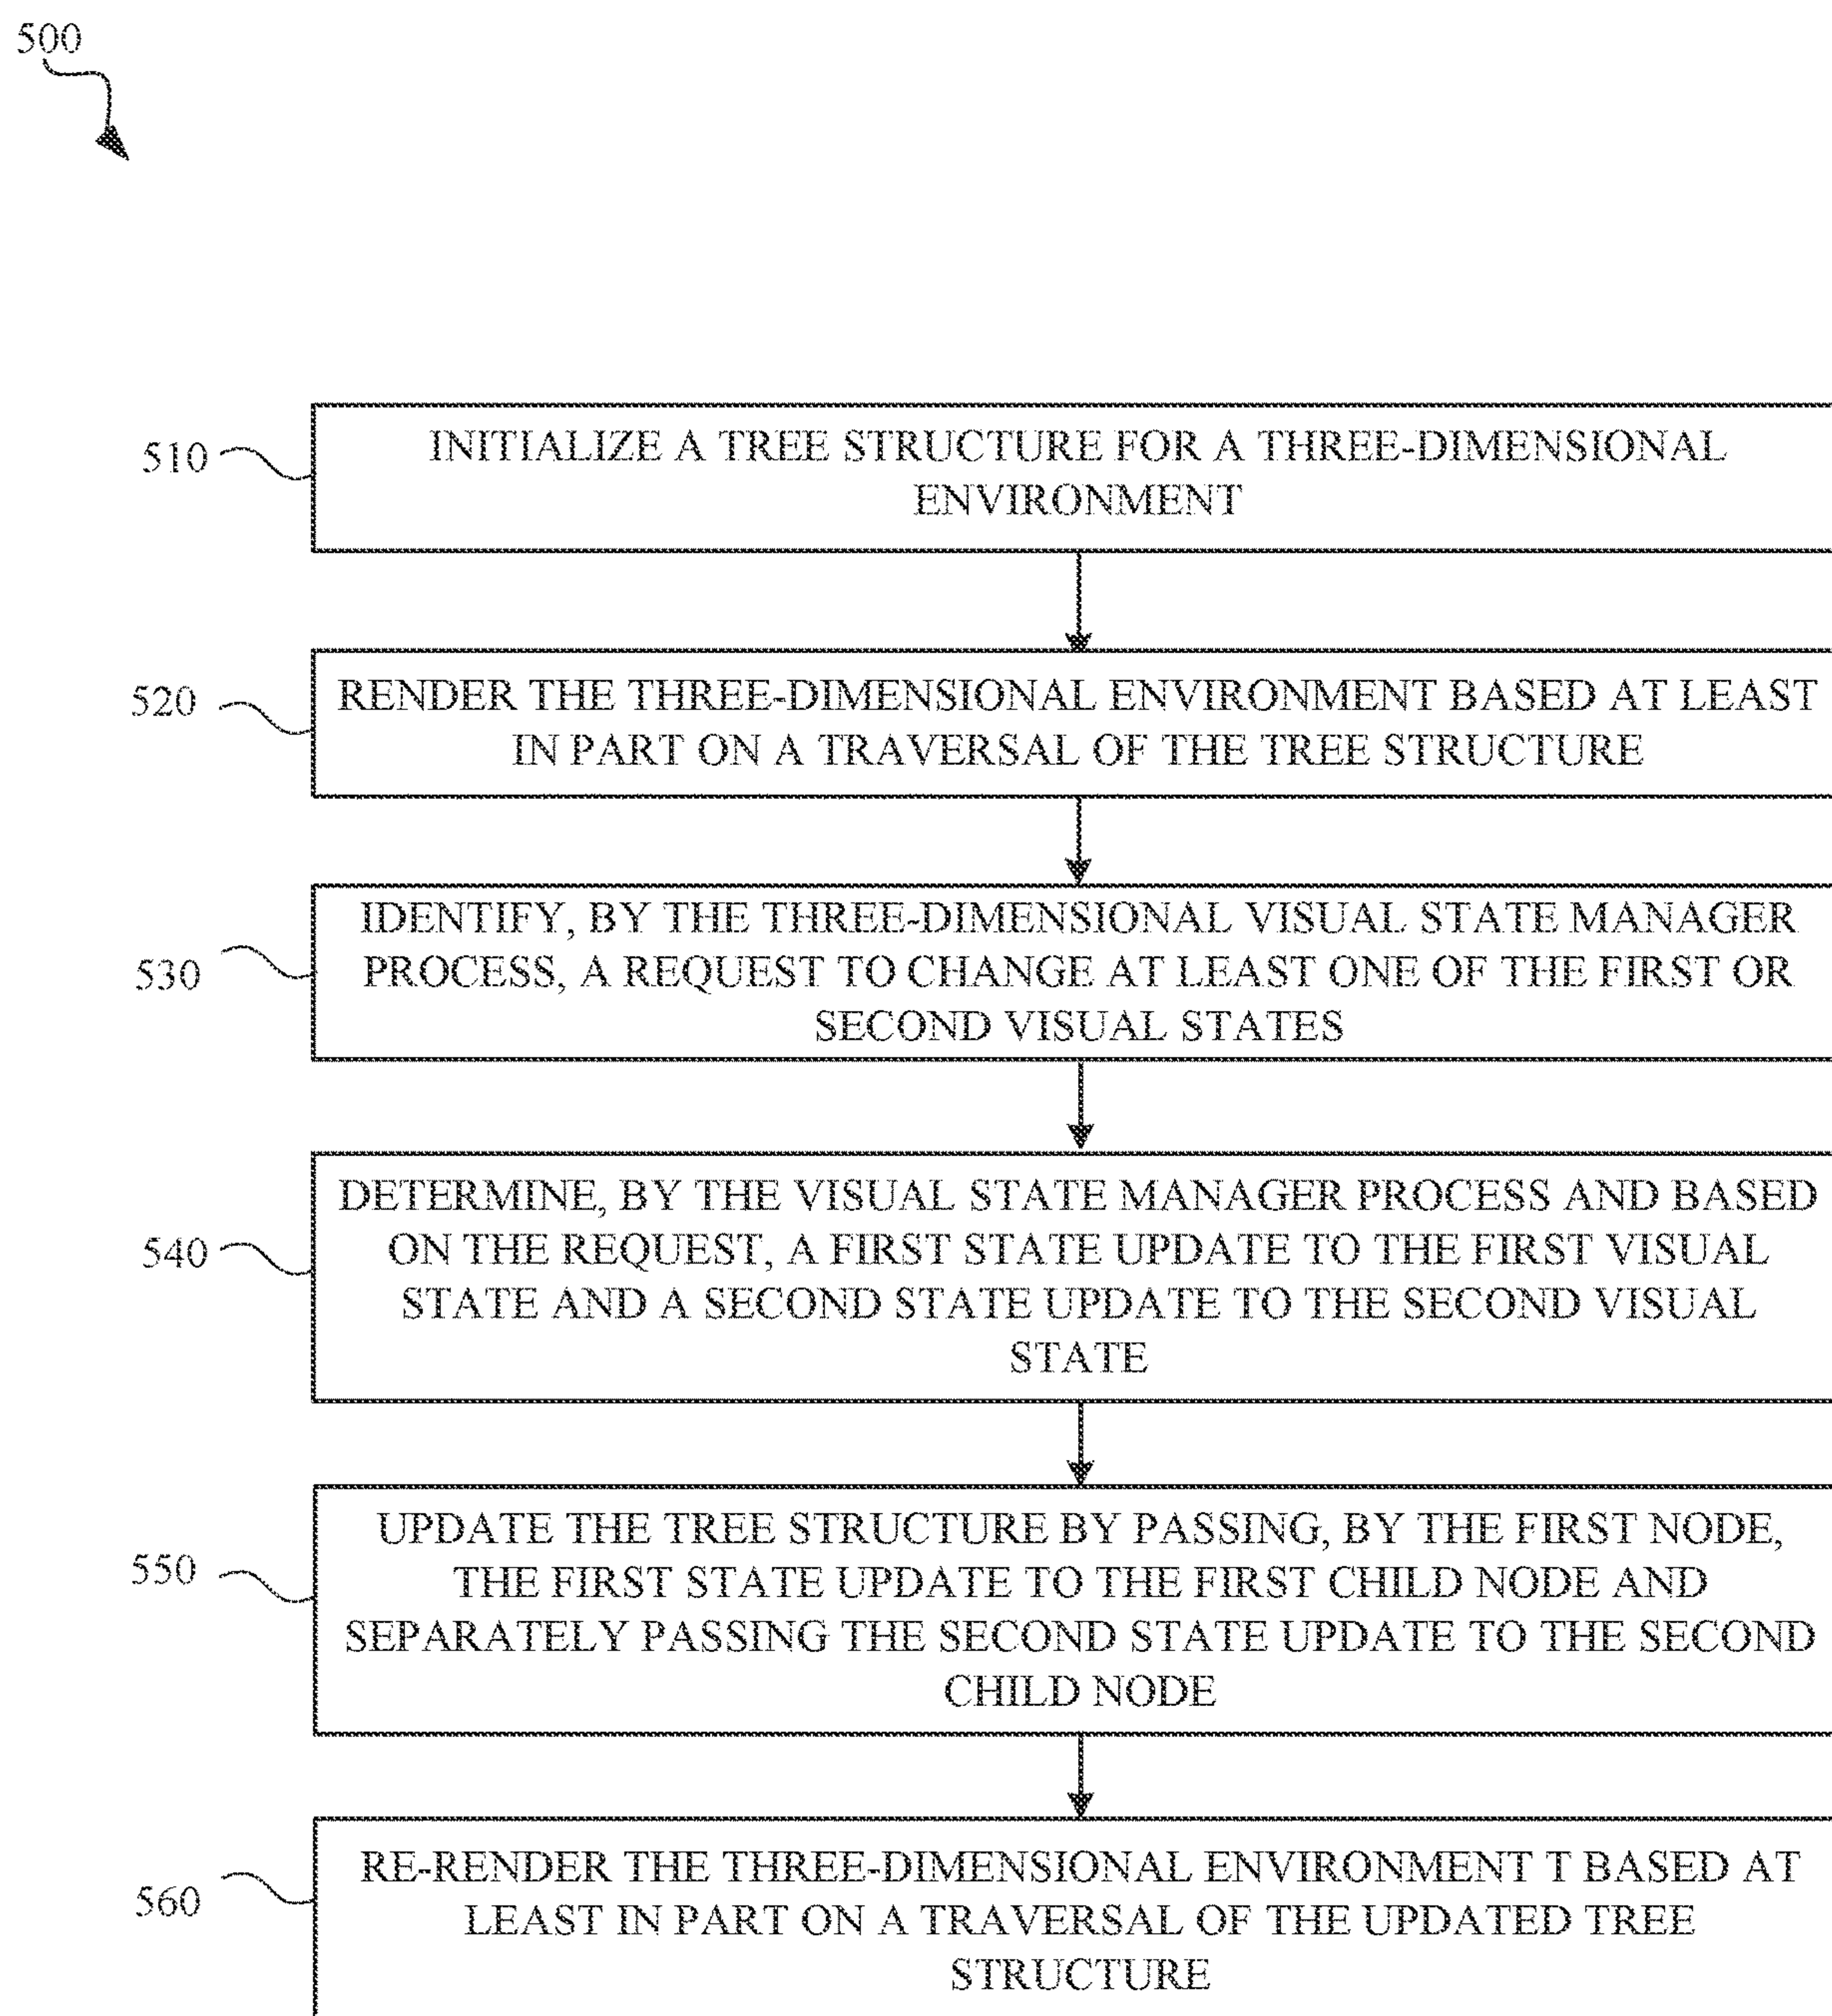 500
510
INITIALIZE A TREE STRUCTURE FOR A THREE-DIMENSIONAL
ENVIRONMENT
520
RENDER THE THREE-DIMENSIONAL ENVIRONMENT BASED AT LEAST
IN PART ON A TRAVERSAL OF THE TREE STRUCTURE
530
IDENTIFY, BY THE THREE-DIMENSIONAL VISUAL STATE MANAGER
PROCESS, A REQUEST TO CHANGE AT LEAST ONE OF THE FIRST OR
SECOND VISUAL STATES
540
DETERMINE, BY THE VISUAL STATE MANAGER PROCESS AND BASED
ON THE REQUEST, A FIRST STATE UPDATE TO THE FIRST VISUAL
STATE AND A SECOND STATE UPDATE TO THE SECOND VISUAL
STATE
550
UPDATE THE TREE STRUCTURE BY PASSING, BY THE FIRST NODE,
THE FIRST STATE UPDATE TO THE FIRST CHILD NODE AND
SEPARATELY PASSING THE SECOND STATE UPDATE TO THE SECOND
CHILD NODE
560
RE-RENDER THE THREE-DIMENSIONAL ENVIRONMENT T BASED AT
LEAST IN PART ON A TRAVERSAL OF THE UPDATED TREE
STRUCTURE